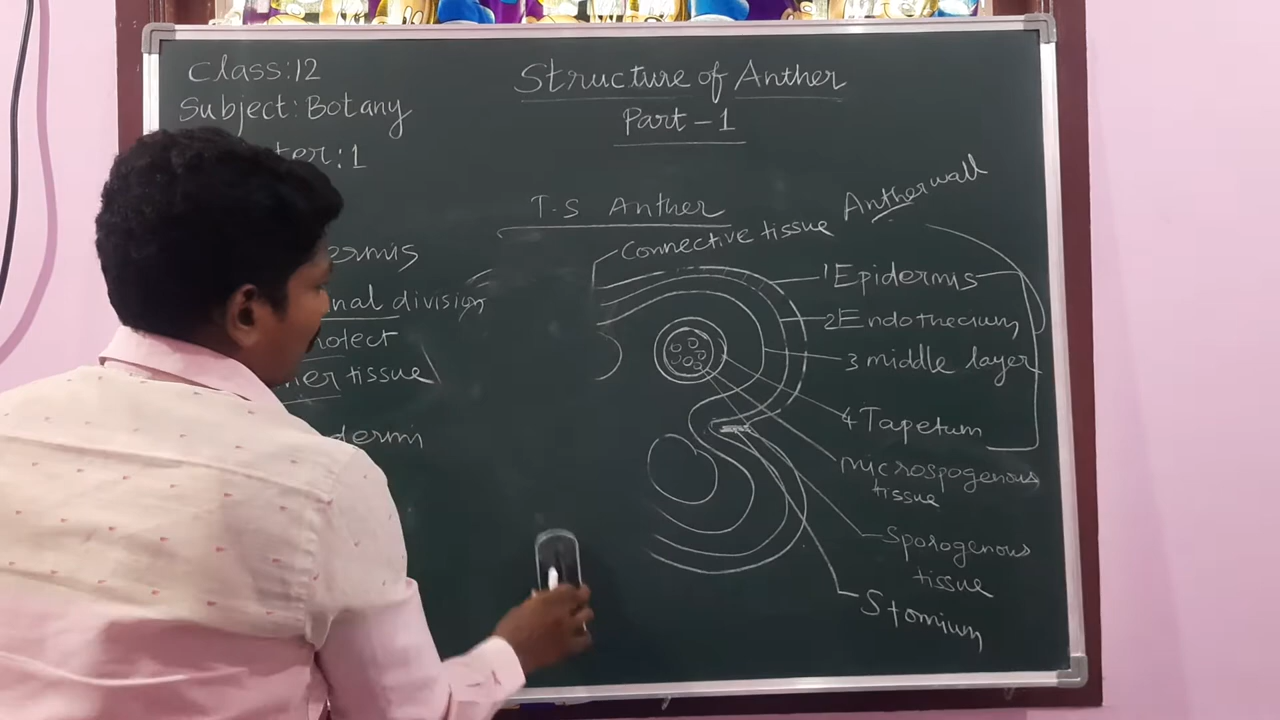 Class:12
Subject: Botany
ter:1
Structure of Anther
Part-1
T.S Anther
Anther wall
Connective tissue
ermis
nal division
otect
er tissue
dermi
1 Epidermis
2 Endothecium
3 middle layer
4 Tapetum
microspogenous
tissue
Sporogenous
tissue
Stomium